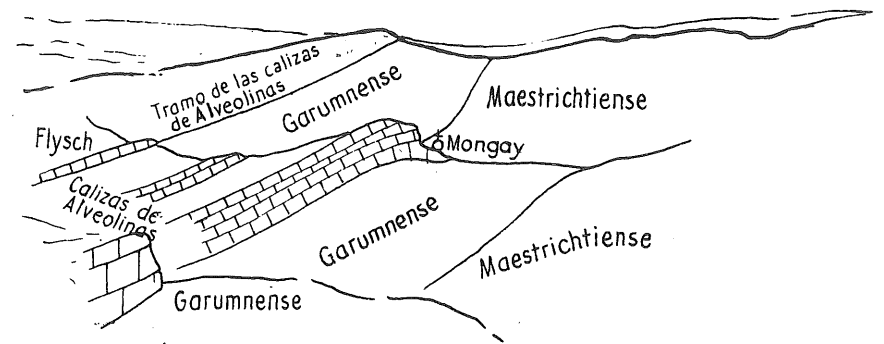 Tramo de las calizas
de Alveolinas
Garumnense
Maestrichtiense
Flysch
Mongay
Calizas de
Alveolinas
Garumnense
Maestrichtiense
Garumnense